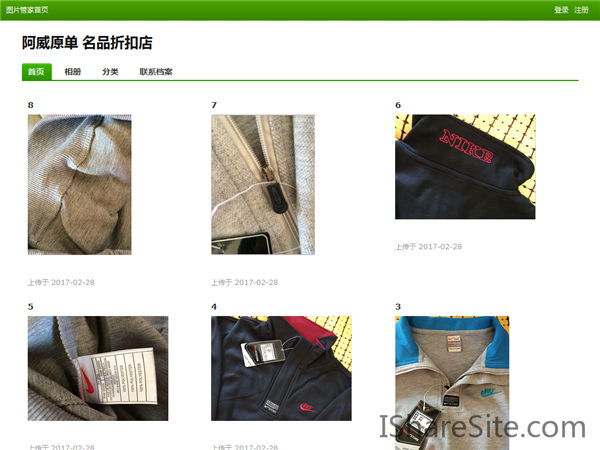 图片管家首页
登录 注册
阿威原单 名品折扣店
首页 相册 分类 联系档案
8
7
6
NIKE
上传于 2017-02-28
上传于 2017-02-28
上传于 2017-02-28
5
4
3
上传于 2017-02-28
上传于 2017-02-28
IShareSite.com